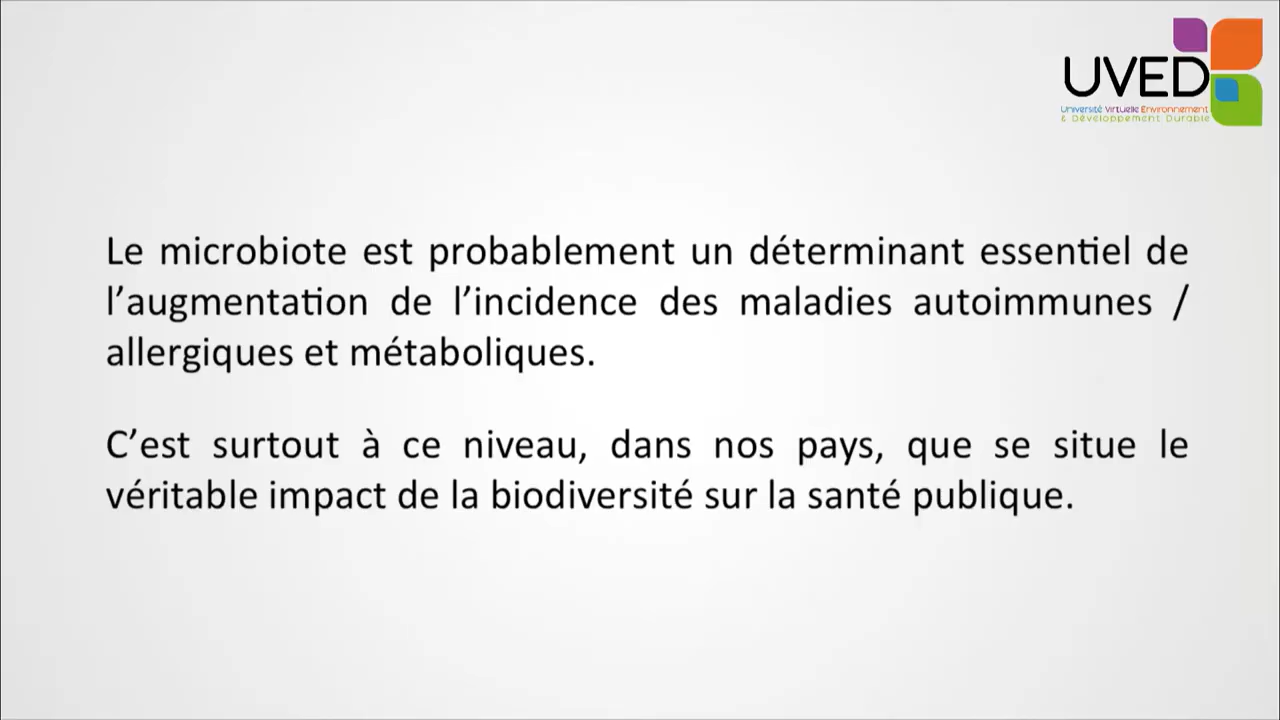 UVED
Université Virtuelle Environnement
& Développement Durable
Le microbiote est probablement un déterminant essentiel de
l’augmentation de l’incidence des maladies autoimmunes /
allergiques et métaboliques.
C’est surtout à ce niveau, dans nos pays, que se situe le
véritable impact de la biodiversité sur la santé publique.